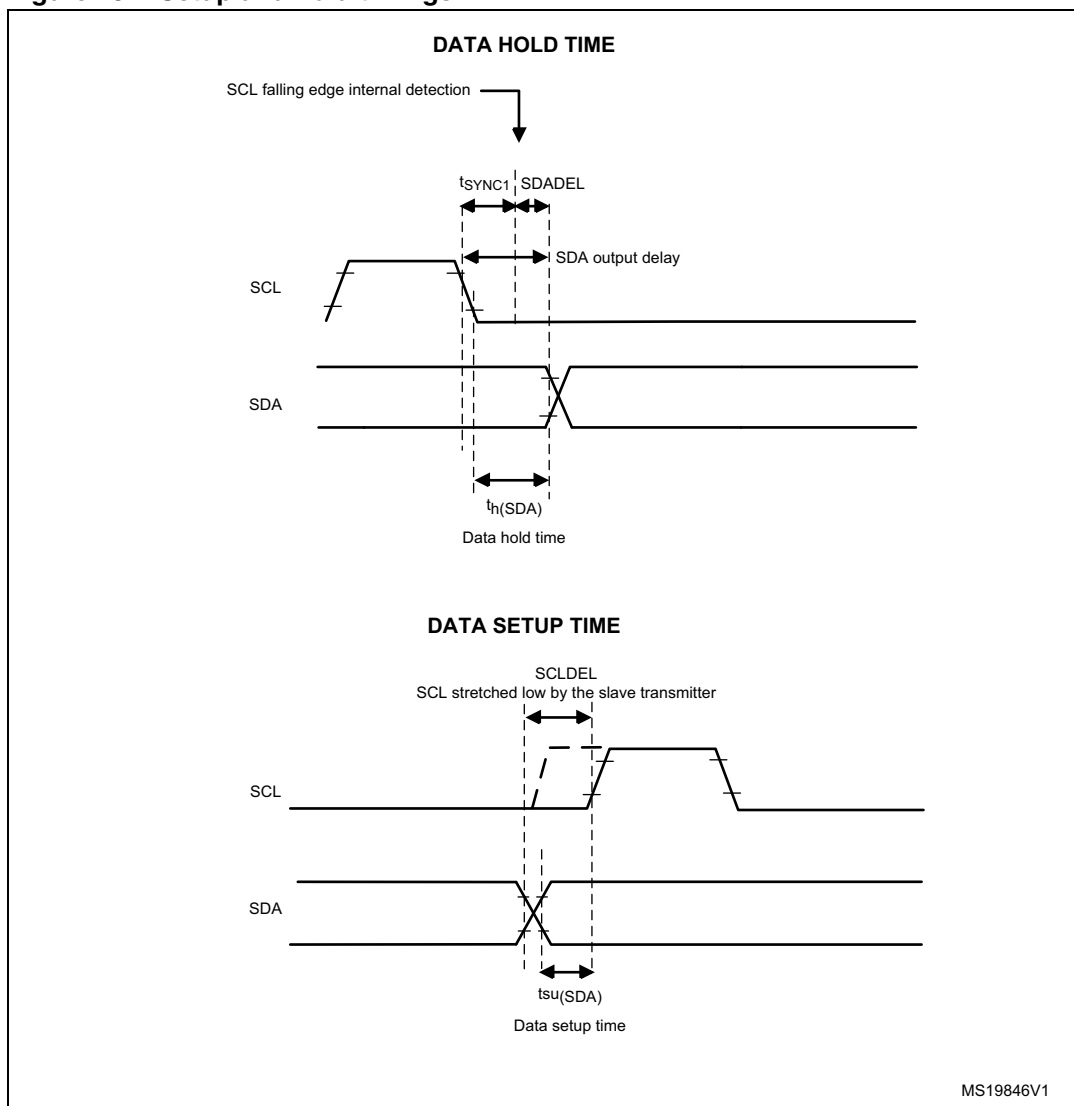 DATA HOLD TIME
SCL falling edge internal detection
tSYNC1 SDADEL
SDA output delay
SCL
SDA
th(SDA)
Data hold time
DATA SETUP TIME
SCLDEL
SCL stretched low by the slave transmitter
SCL
SDA
tsu(SDA)
Data setup time
MS19846V1